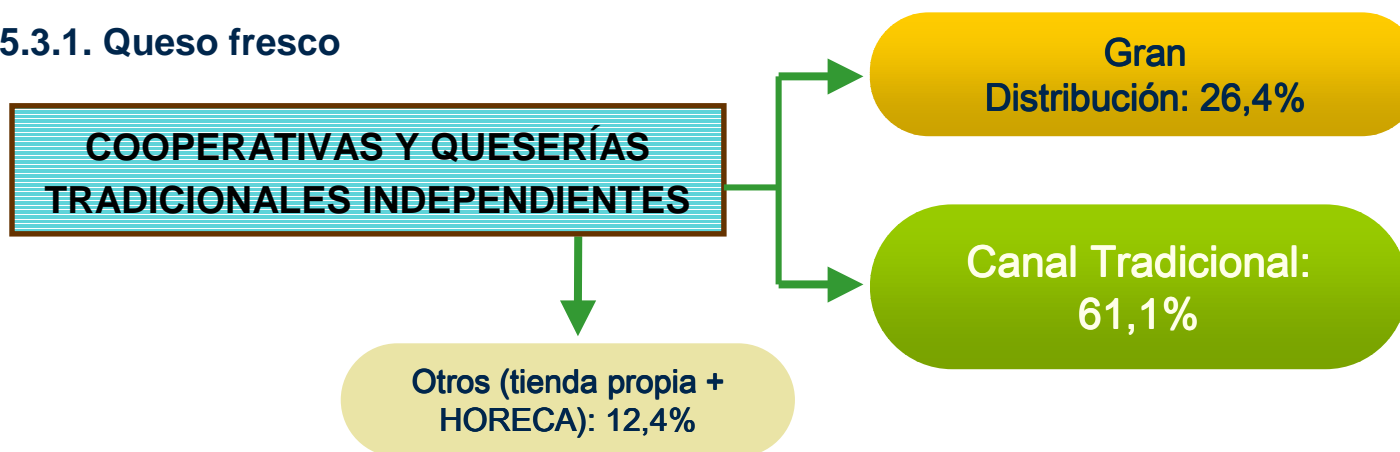 5.3.1. Queso fresco
Gran
Distribución: 26,4%
COOPERATIVAS Y QUESERÍAS
TRADICIONALES INDEPENDIENTES
Canal Tradicional:
61,1%
Otros (tienda propia +
HORECA): 12,4%